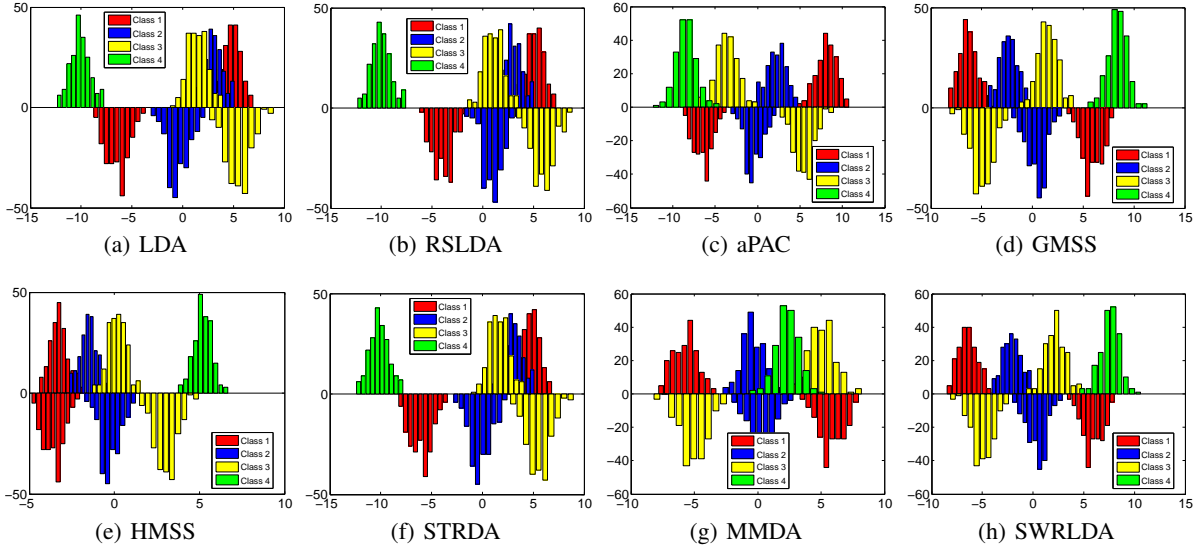 50
0
−50
−15 −10 −5 0 5 10
Class 1
Class 2
Class 3
Class 4
(a) LDA
50
0
−50
−15 −10 −5 0 5 10
Class 1
Class 2
Class 3
Class 4
(b) RSLDA
60
40
20
0
−20
−40
−60
−15 −10 −5 0 5 10 15
Class 1
Class 2
Class 3
Class 4
(c) aPAC
50
0
−50
−10 −5 0 5 10 15
Class 1
Class 2
Class 3
Class 4
(d) GMSS
50
0
−50
−5 0 5 10
Class 1
Class 2
Class 3
Class 4
(e) HMSS
50
0
−50
−15 −10 −5 0 5 10
Class 1
Class 2
Class 3
Class 4
(f) STRDA
60
40
20
0
−20
−40
−60
−10 −5 0 5 10
Class 1
Class 2
Class 3
Class 4
(g) MMDA
60
40
20
0
−20
−40
−60
−10 −5 0 5 10 15
Class 1
Class 2
Class 3
Class 4
(h) SWRLDA